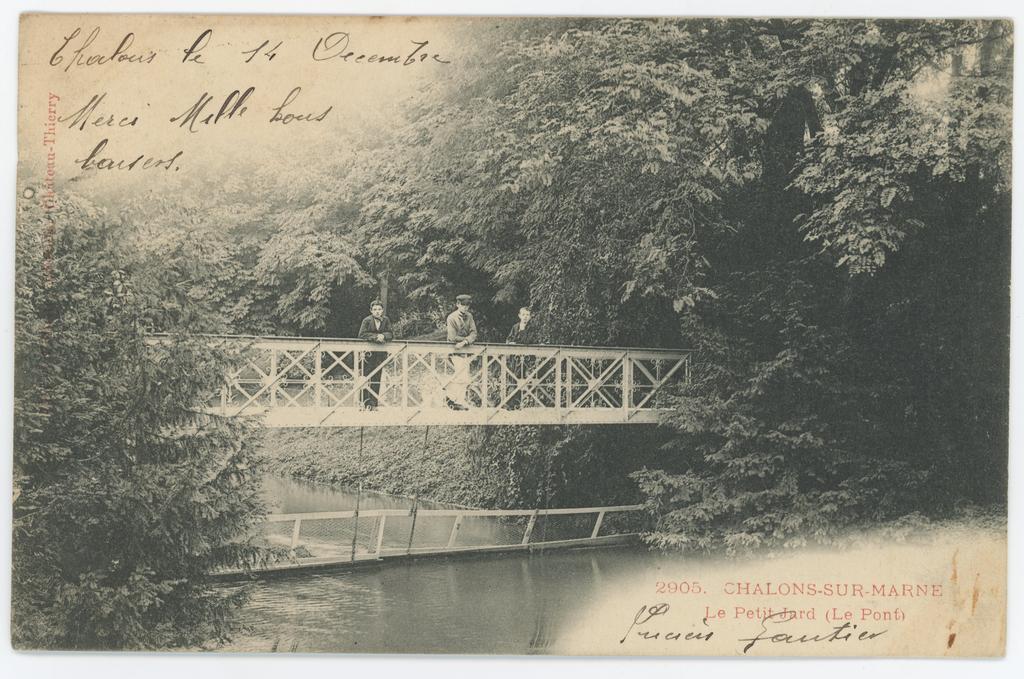 Chalons le 14 Decembre
Merci Mille bons
baisers.
Château-Thierry
2905. CHALONS-SUR-MARNE
Le Petit Jard (Le Pont)
Lucien Gautier